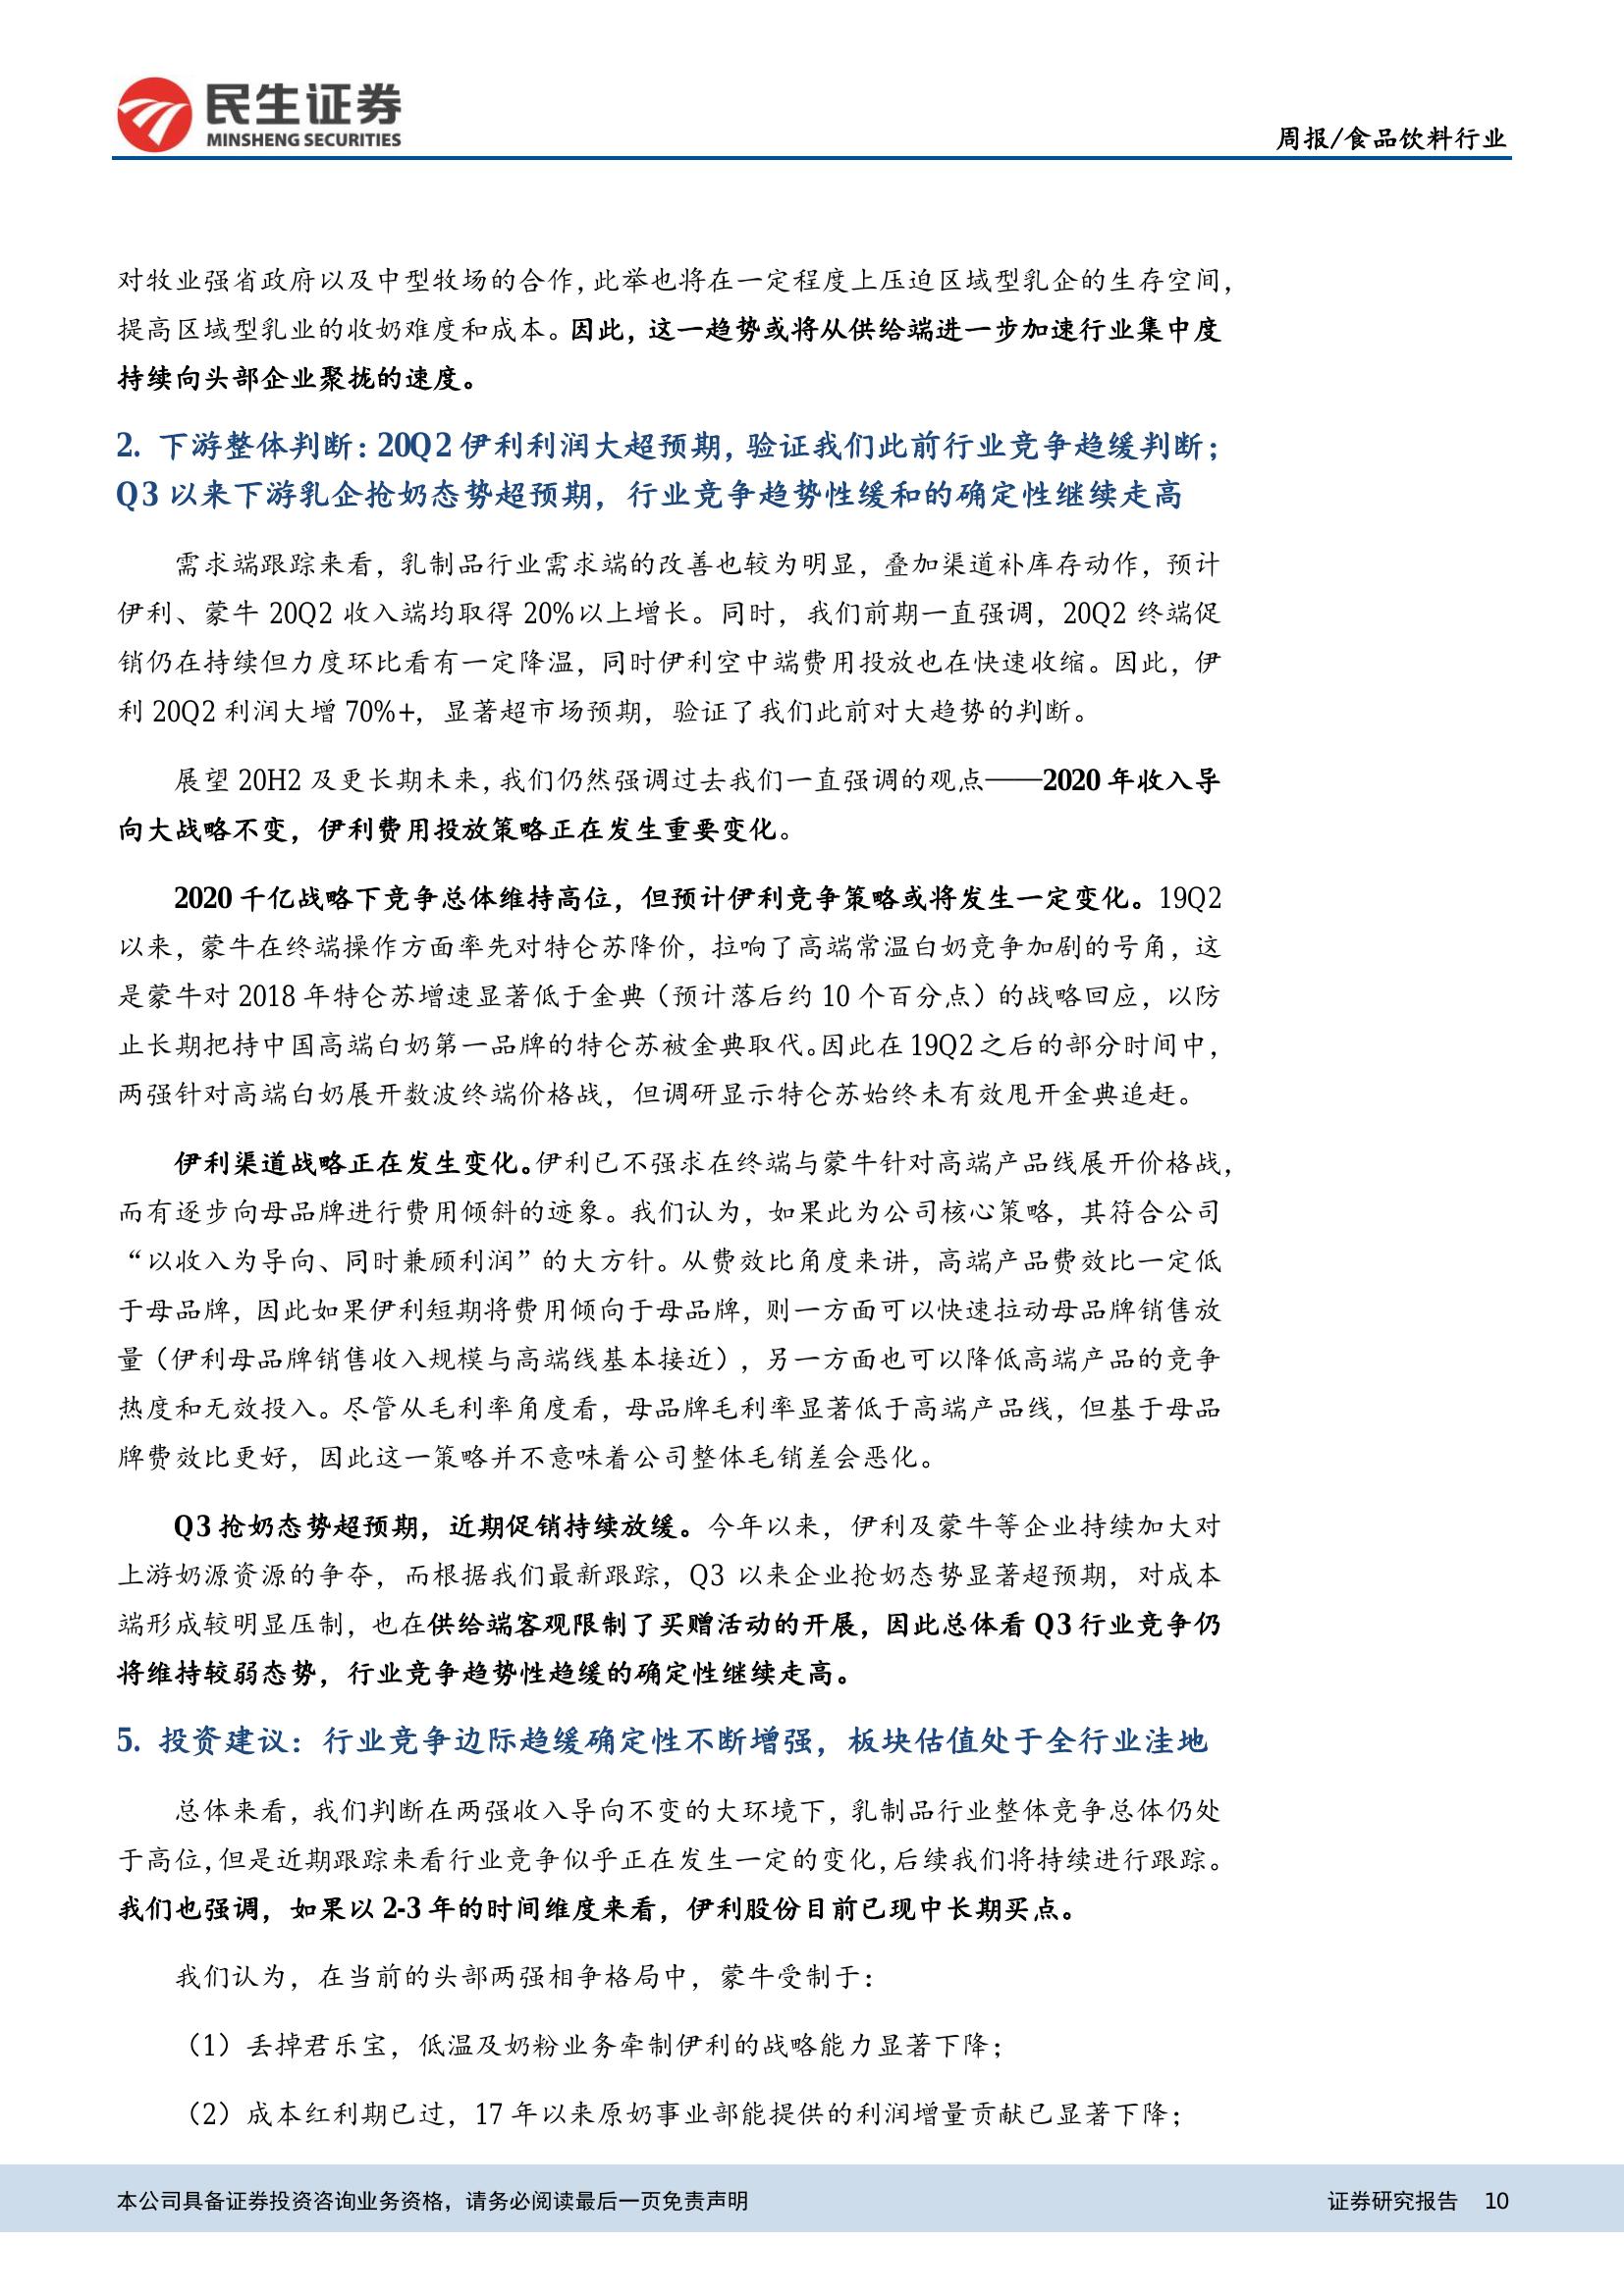 民生证券
MINSHENG SECURITIES
周报/食品饮料行业
对牧业强省政府以及中型牧场的合作，此举也将在一定程度上压迫区域型乳企的生存空间，
提高区域型乳业的收奶难度和成本。因此，这一趋势或将从供给端进一步加速行业集中度
持续向头部企业聚拢的速度。
2. 下游整体判断：20Q2 伊利利润大超预期，验证我们此前行业竞争趋缓判断；
Q3 以来下游乳企抢奶态势超预期，行业竞争趋势性缓和的确定性继续走高
需求端跟踪来看，乳制品行业需求端的改善也较为明显，叠加渠道补库存动作，预计
伊利、蒙牛 20Q2 收入端均取得 20%以上增长。同时，我们前期一直强调，20Q2 终端促
销仍在持续但力度环比看有一定降温，同时伊利空中端费用投放也在快速收缩。因此，伊
利 20Q2 利润大增 70%+，显著超市场预期，验证了我们此前对大趋势的判断。
展望 20H2 及更长期未来，我们仍然强调过去我们一直强调的观点——2020 年收入导
向大战略不变，伊利费用投放策略正在发生重要变化。
2020 千亿战略下竞争总体维持高位，但预计伊利竞争策略或将发生一定变化。19Q2
以来，蒙牛在终端操作方面率先对特仑苏降价，拉响了高端常温白奶竞争加剧的号角，这
是蒙牛对 2018 年特仑苏增速显著低于金典（预计落后约 10 个百分点）的战略回应，以防
止长期把持中国高端白奶第一品牌的特仑苏被金典取代。因此在 19Q2 之后的部分时间中，
两强针对高端白奶展开数波终端价格战，但调研显示特仑苏始终未有效甩开金典追赶。
伊利渠道战略正在发生变化。伊利已不强求在终端与蒙牛针对高端产品线展开价格战，
而有逐步向母品牌进行费用倾斜的迹象。我们认为，如果此为公司核心策略，其符合公司
“以收入为导向、同时兼顾利润”的大方针。从费效比角度来讲，高端产品费效比一定低
于母品牌，因此如果伊利短期将费用倾向于母品牌，则一方面可以快速拉动母品牌销售放
量（伊利母品牌销售收入规模与高端线基本接近），另一方面也可以降低高端产品的竞争
热度和无效投入。尽管从毛利率角度看，母品牌毛利率显著低于高端产品线，但基于母品
牌费效比更好，因此这一策略并不意味着公司整体毛销差会恶化。
Q3 抢奶态势超预期，近期促销持续放缓。今年以来，伊利及蒙牛等企业持续加大对
上游奶源资源的争夺，而根据我们最新跟踪，Q3 以来企业抢奶态势显著超预期，对成本
端形成较明显压制，也在供给端客观限制了买赠活动的开展，因此总体看 Q3 行业竞争仍
将维持较弱态势，行业竞争趋势性趋缓的确定性继续走高。
5. 投资建议：行业竞争边际趋缓确定性不断增强，板块估值处于全行业洼地
总体来看，我们判断在两强收入导向不变的大环境下，乳制品行业整体竞争总体仍处
于高位，但是近期跟踪来看行业竞争似乎正在发生一定的变化，后续我们将持续进行跟踪。
我们也强调，如果以 2-3 年的时间维度来看，伊利股份目前已现中长期买点。
我们认为，在当前的头部两强相争格局中，蒙牛受制于：
（1）丢掉君乐宝，低温及奶粉业务牵制伊利的战略能力显著下降；
（2）成本红利期已过，17 年以来原奶事业部能提供的利润增量贡献已显著下降；
本公司具备证券投资咨询业务资格，请务必阅读最后一页免责声明
证券研究报告 10